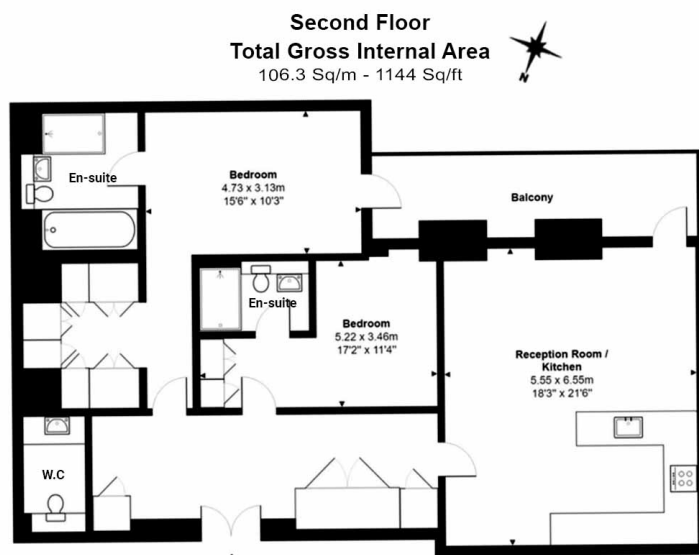 Second Floor
Total Gross Internal Area
106.3 Sq/m - 1144 Sq/ft
N
En-suite
Bedroom
4.73 x 3.13m
15'6" x 10'3"
Balcony
En-suite
Bedroom
5.22 x 3.46m
17'2" x 11'4"
Reception Room /
Kitchen
5.55 x 6.55m
18'3" x 21'6"
W.C